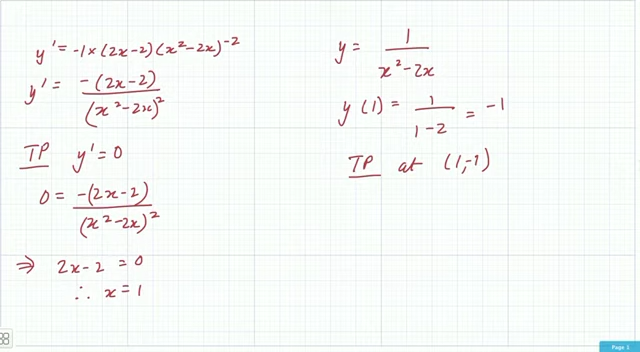 y' = -1 × (2x-2)(x²-2x)⁻²
y' = -(2x-2) / (x²-2x)²
TP y' = 0
0 = -(2x-2) / (x²-2x)²
⇒ 2x-2 = 0
∴ x = 1
y = 1 / (x²-2x)
y(1) = 1 / (1-2) = -1
TP at (1,-1)
Page 1